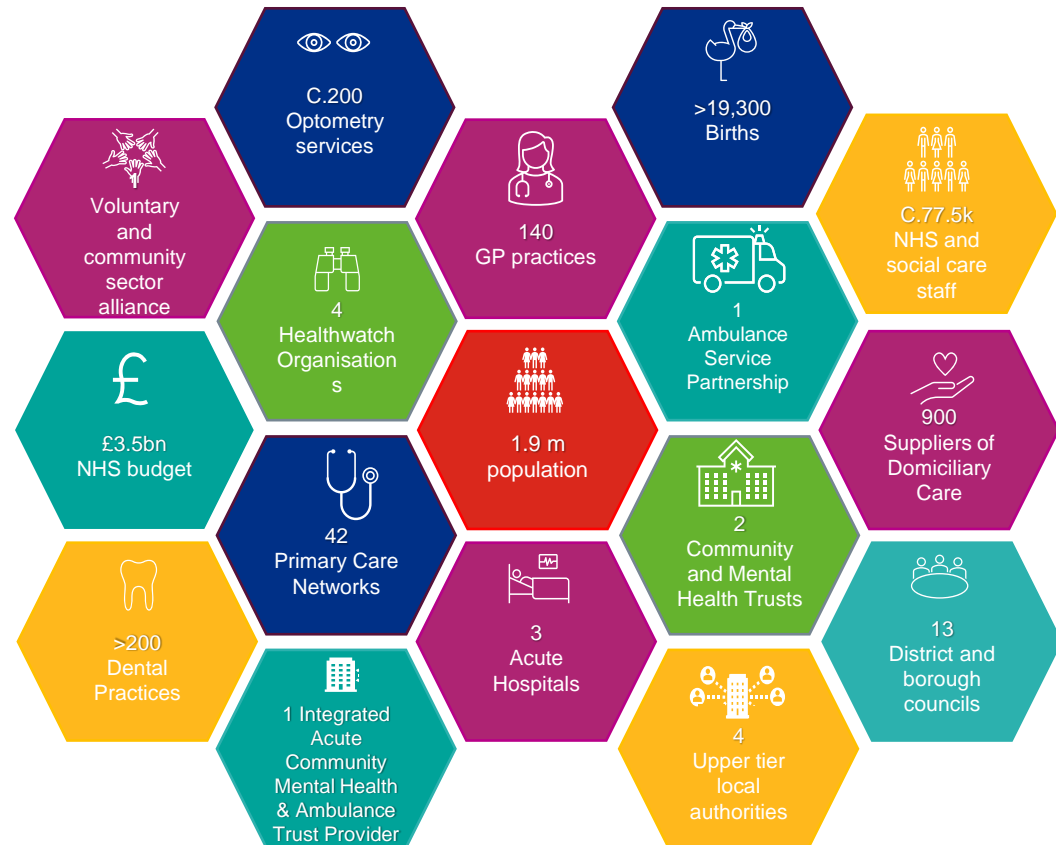 C.200
Optometry
services
>19,300
Births
Voluntary
and
community
sector
alliance
140
GP practices
C.77.5k
NHS and
social care
staff
4
Healthwatch
Organisation
s
1
Ambulance
Service
Partnership
£3.5bn
NHS budget
1.9 m
population
900
Suppliers of
Domiciliary
Care
42
Primary Care
Networks
2
Community
and Mental
Health Trusts
>200
Dental
Practices
3
Acute
Hospitals
13
District and
borough
councils
1 Integrated
Acute
Community
Mental Health
& Ambulance
Trust Provider
4
Upper tier
local
authorities